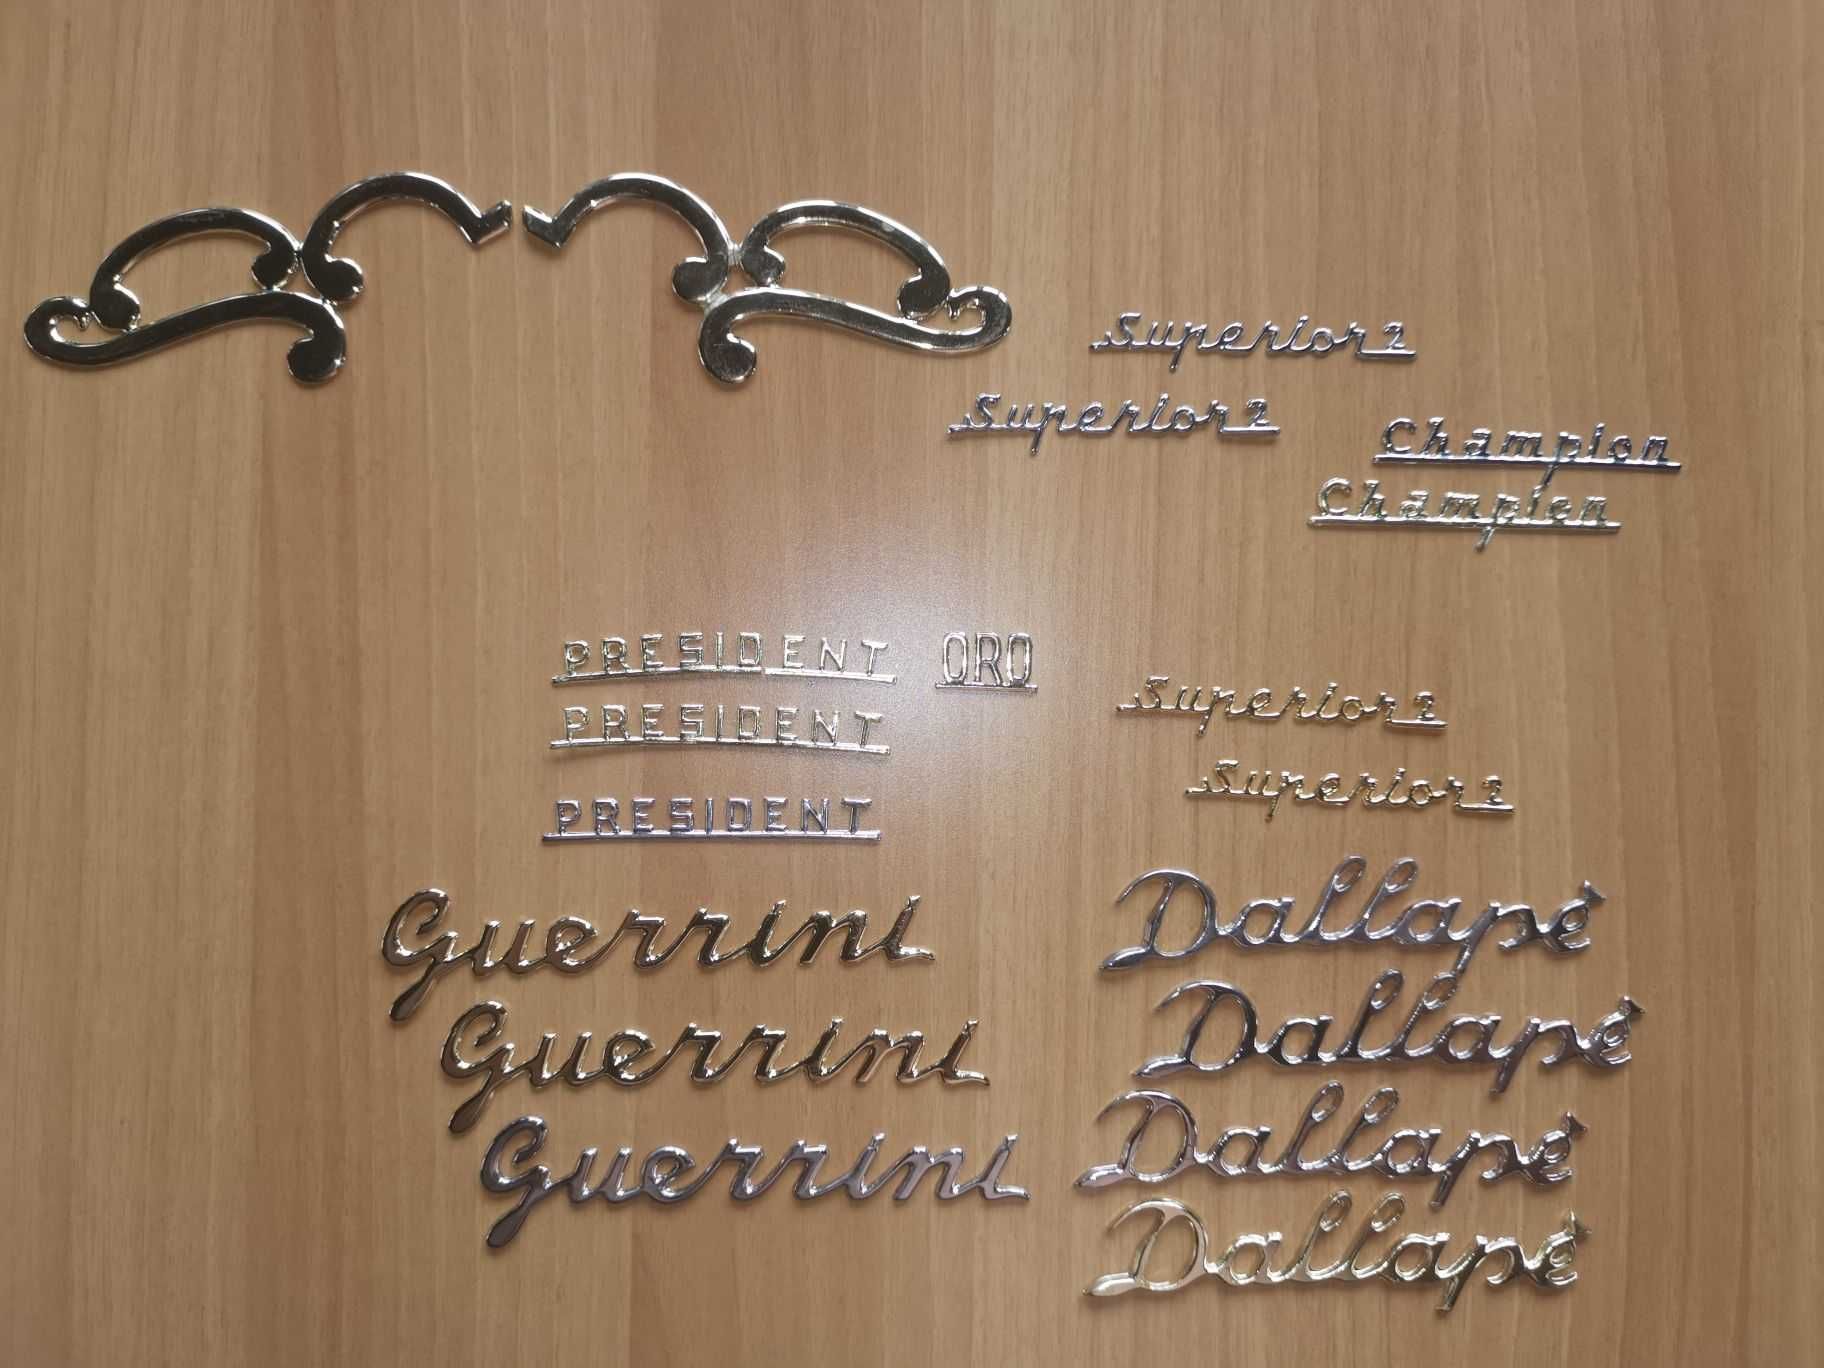 Superior 2
Superior 2
Champion
Champion
PRESIDENT
ORO
PRESIDENT
PRESIDENT
Superior 2
Superior 2
Guerrini
Guerrini
Guerrini
Dallapé
Dallapé
Dallapé
Dallapé